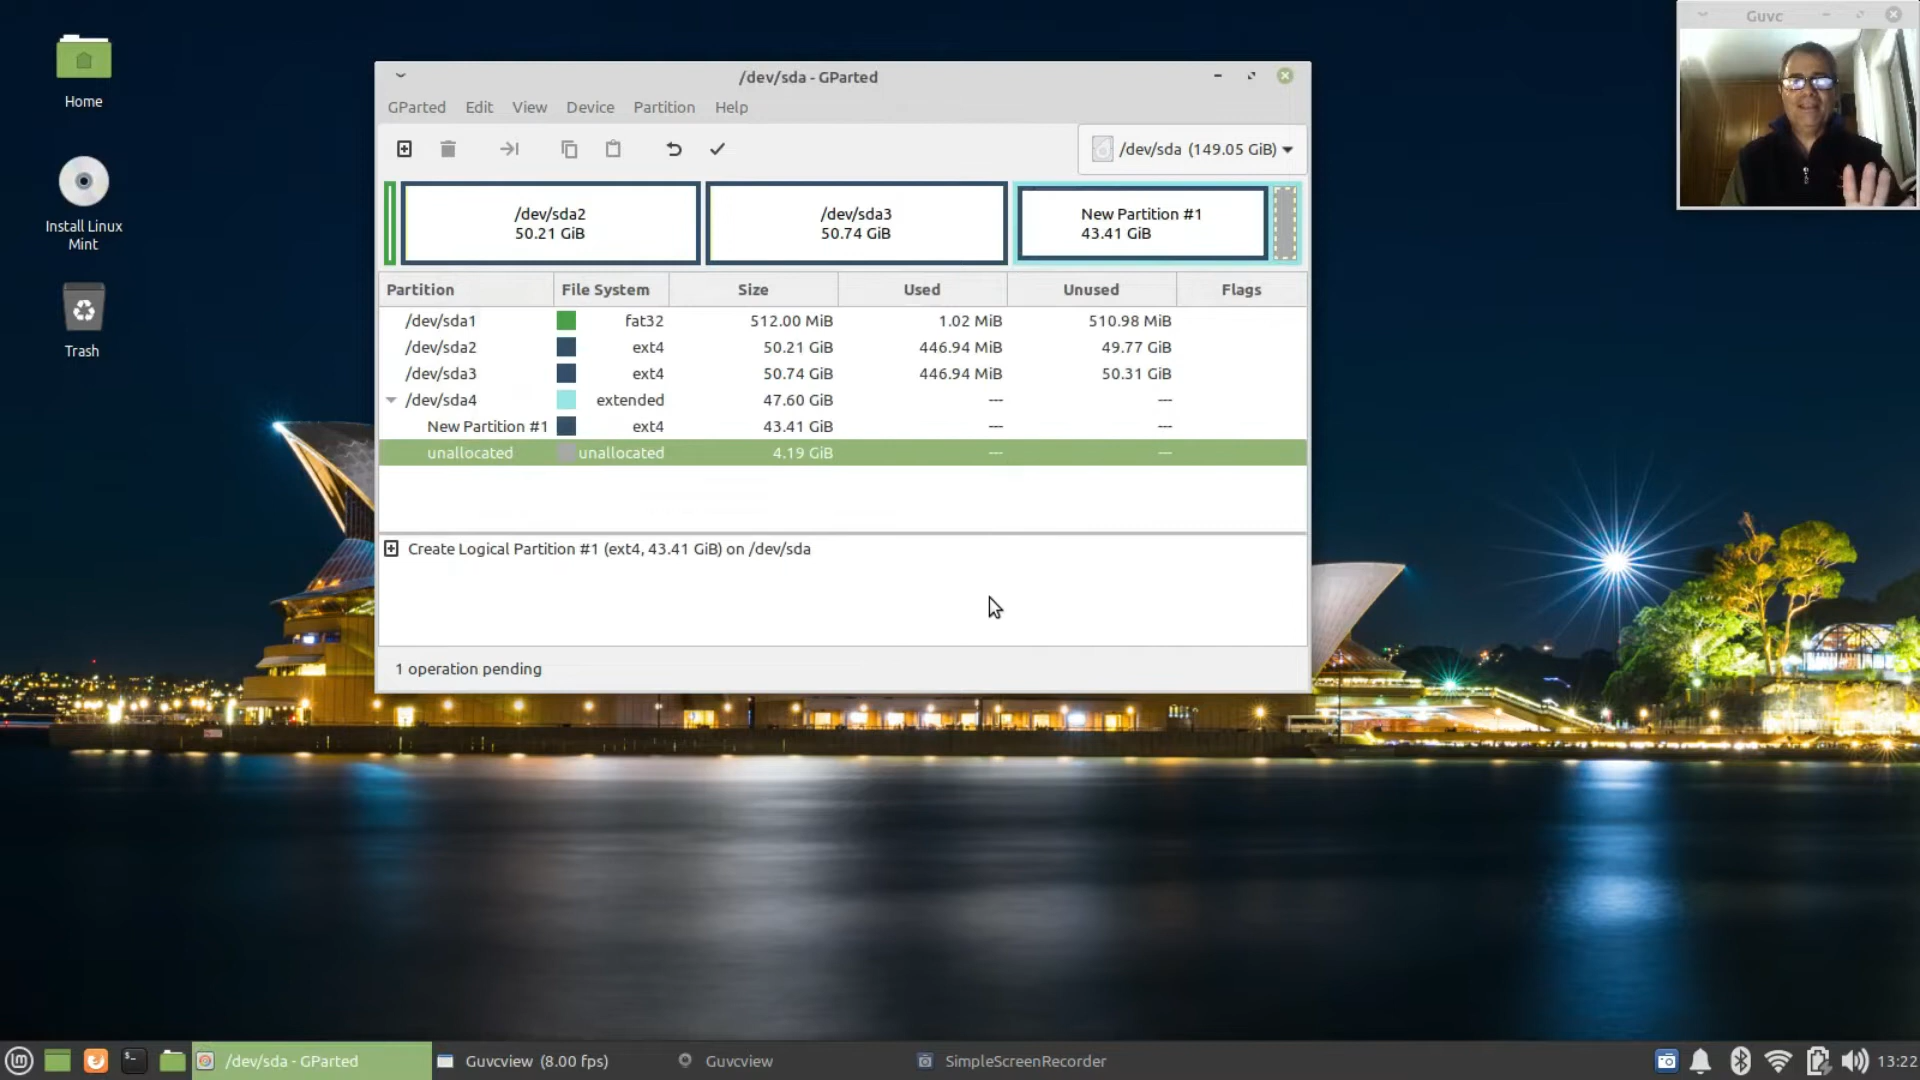 Home
Install Linux
Mint
Trash
/dev/sda - GParted
GParted Edit View Device Partition Help
/dev/sda (149.05 GiB)
/dev/sda2
50.21 GiB
/dev/sda3
50.74 GiB
New Partition #1
43.41 GiB
Partition File System Size Used Unused Flags
/dev/sda1 fat32 512.00 MiB 1.02 MiB 510.98 MiB
/dev/sda2 ext4 50.21 GiB 446.94 MiB 49.77 GiB
/dev/sda3 ext4 50.74 GiB 446.94 MiB 50.31 GiB
/dev/sda4 extended 47.60 GiB --- ---
New Partition #1 ext4 43.41 GiB --- ---
unallocated unallocated 4.19 GiB --- ---
Create Logical Partition #1 (ext4, 43.41 GiB) on /dev/sda
1 operation pending
Guvc
/dev/sda - GParted Guvcview (8.00 fps) Guvcview SimpleScreenRecorder 13:22